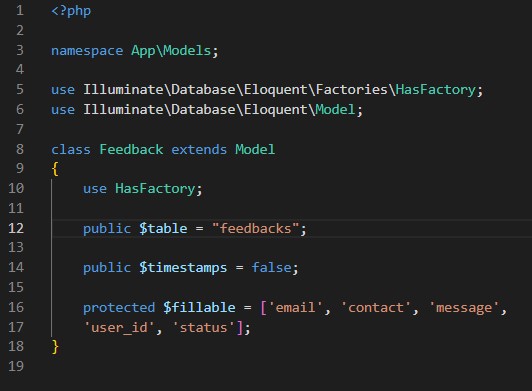 1 <?php
2
3 namespace App\Models;
4
5 use Illuminate\Database\Eloquent\Factories\HasFactory;
6 use Illuminate\Database\Eloquent\Model;
7
8 class Feedback extends Model
9 {
10     use HasFactory;
11
12     public $table = "feedbacks";
13
14     public $timestamps = false;
15
16     protected $fillable = ['email', 'contact', 'message',
17     'user_id', 'status'];
18 }
19